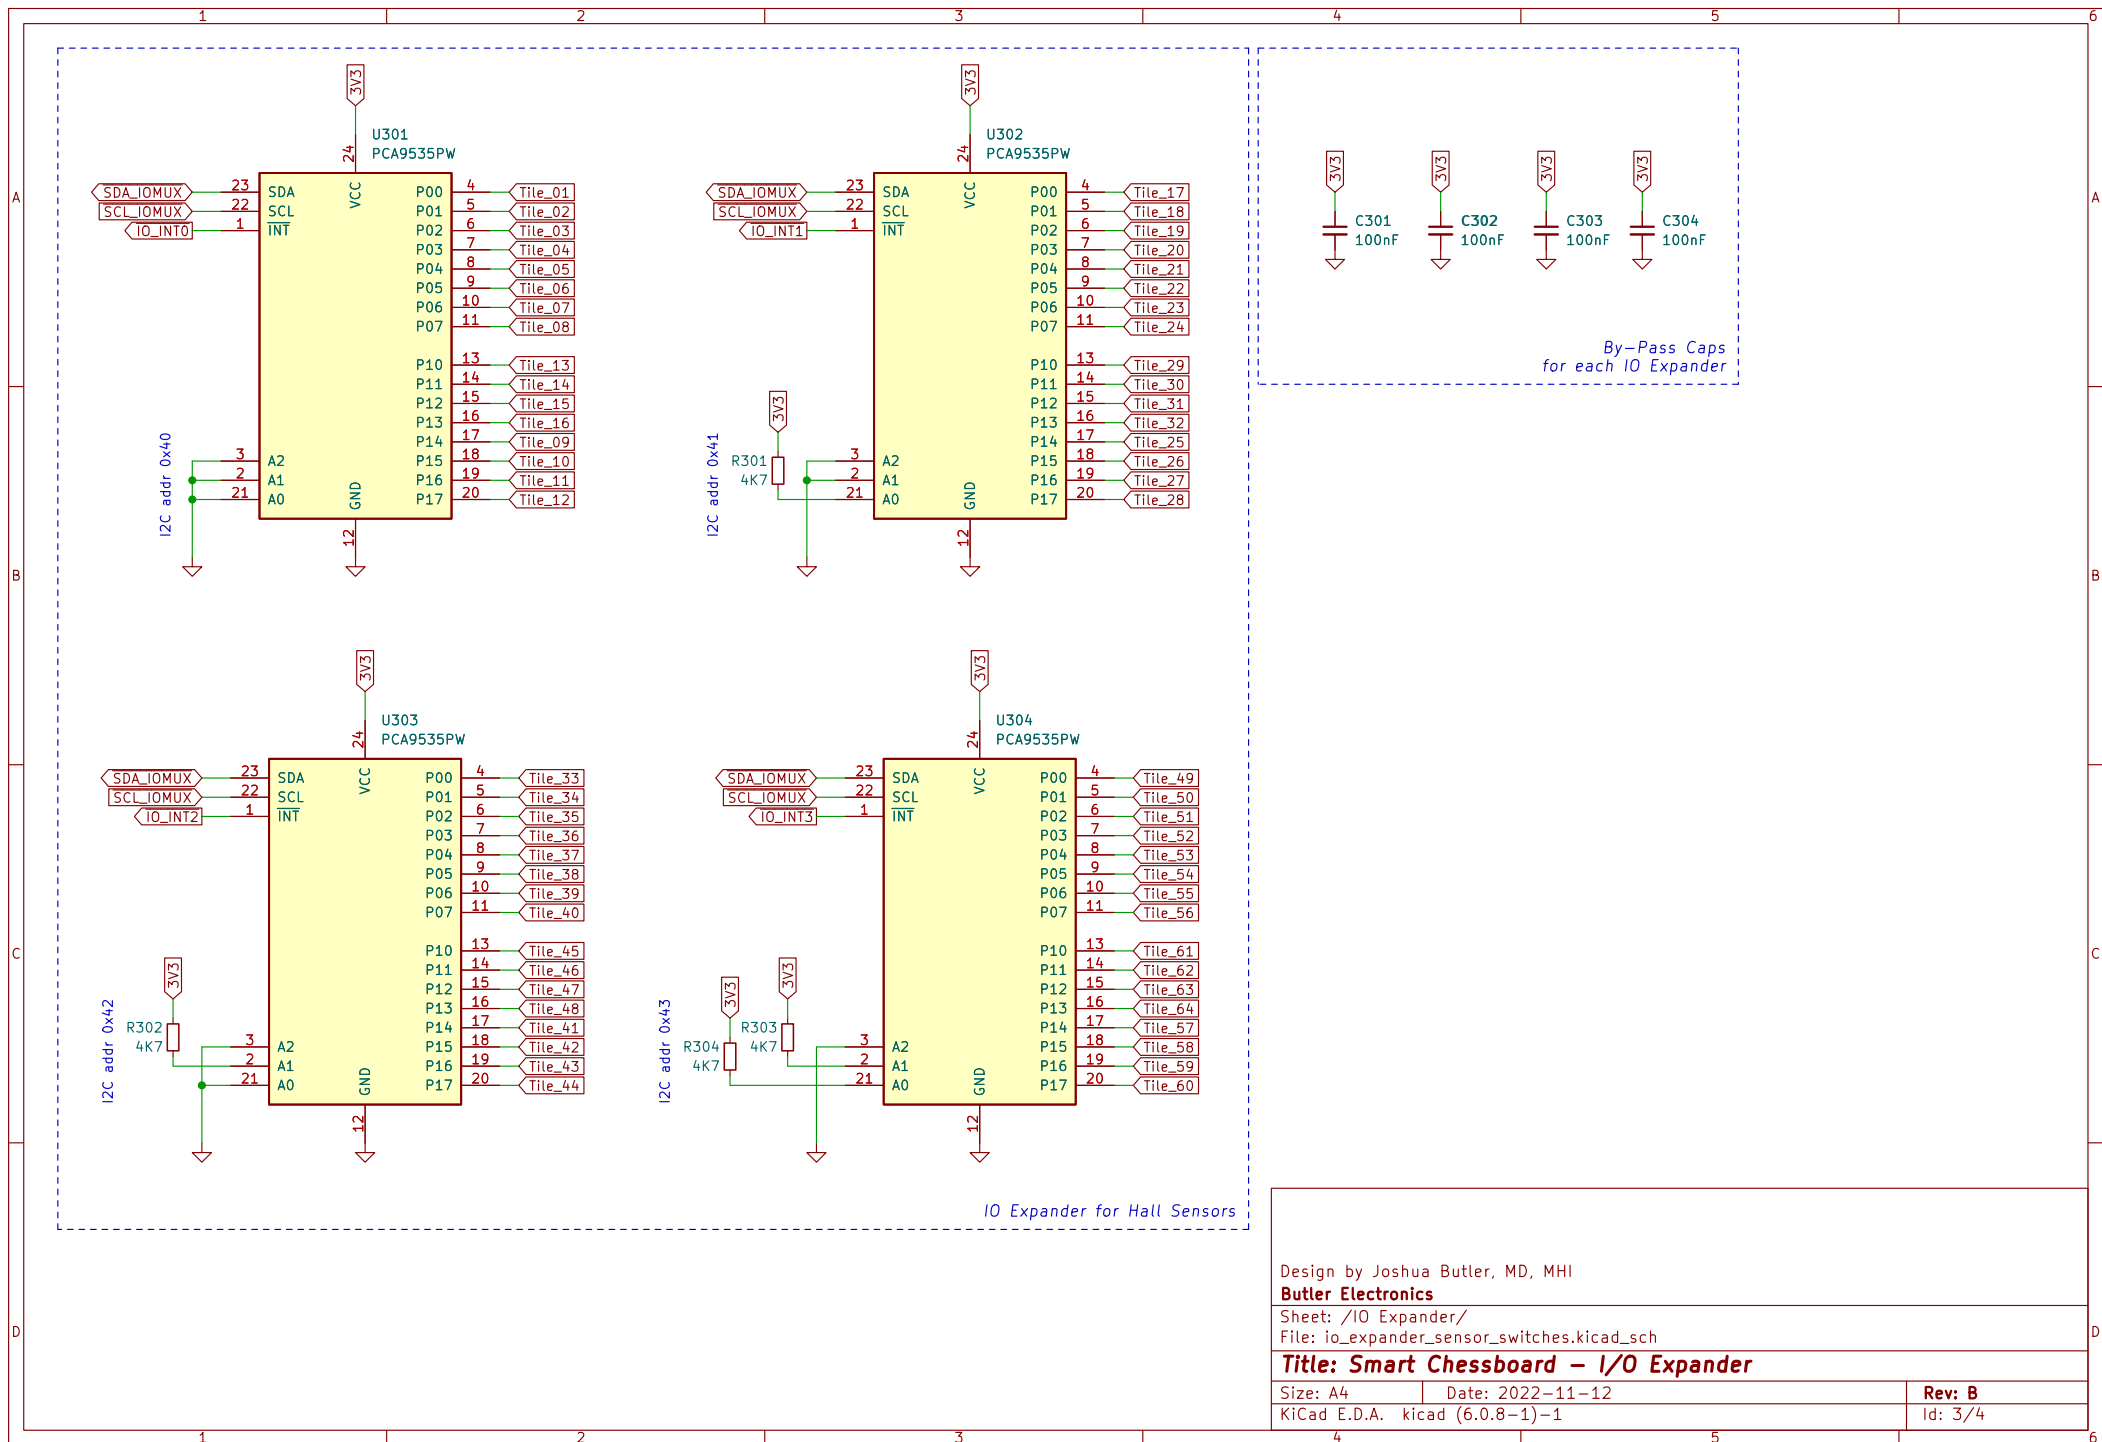 1 2 3 4 5 6
A
B
C
D
3V3
U301
PCA9535PW
24
VCC
SDA_IOMUX 23 SDA P00 4 Tile_01
SCL_IOMUX 22 SCL P01 5 Tile_02
IO_INT0 1 INT P02 6 Tile_03
P03 7 Tile_04
P04 8 Tile_05
P05 9 Tile_06
P06 10 Tile_07
P07 11 Tile_08
P10 13 Tile_13
P11 14 Tile_14
P12 15 Tile_15
P13 16 Tile_16
P14 17 Tile_09
3 A2 P15 18 Tile_10
2 A1 P16 19 Tile_11
21 A0 P17 20 Tile_12
GND
12
I2C addr 0x40
3V3
U302
PCA9535PW
24
VCC
SDA_IOMUX 23 SDA P00 4 Tile_17
SCL_IOMUX 22 SCL P01 5 Tile_18
IO_INT1 1 INT P02 6 Tile_19
P03 7 Tile_20
P04 8 Tile_21
P05 9 Tile_22
P06 10 Tile_23
P07 11 Tile_24
P10 13 Tile_29
P11 14 Tile_30
P12 15 Tile_31
P13 16 Tile_32
P14 17 Tile_25
3 A2 P15 18 Tile_26
2 A1 P16 19 Tile_27
21 A0 P17 20 Tile_28
GND
12
3V3
R301
4K7
I2C addr 0x41
3V3 3V3 3V3 3V3
C301 C302 C303 C304
100nF 100nF 100nF 100nF
By-Pass Caps
for each IO Expander
3V3
U303
PCA9535PW
24
VCC
SDA_IOMUX 23 SDA P00 4 Tile_33
SCL_IOMUX 22 SCL P01 5 Tile_34
IO_INT2 1 INT P02 6 Tile_35
P03 7 Tile_36
P04 8 Tile_37
P05 9 Tile_38
P06 10 Tile_39
P07 11 Tile_40
P10 13 Tile_45
P11 14 Tile_46
P12 15 Tile_47
P13 16 Tile_48
P14 17 Tile_41
3 A2 P15 18 Tile_42
2 A1 P16 19 Tile_43
21 A0 P17 20 Tile_44
GND
12
3V3
R302
4K7
I2C addr 0x42
3V3
U304
PCA9535PW
24
VCC
SDA_IOMUX 23 SDA P00 4 Tile_49
SCL_IOMUX 22 SCL P01 5 Tile_50
IO_INT3 1 INT P02 6 Tile_51
P03 7 Tile_52
P04 8 Tile_53
P05 9 Tile_54
P06 10 Tile_55
P07 11 Tile_56
P10 13 Tile_61
P11 14 Tile_62
P12 15 Tile_63
P13 16 Tile_64
P14 17 Tile_57
3 A2 P15 18 Tile_58
2 A1 P16 19 Tile_59
21 A0 P17 20 Tile_60
GND
12
3V3
R303
4K7
3V3
R304
4K7
I2C addr 0x43
IO Expander for Hall Sensors
Design by Joshua Butler, MD, MHI
Butler Electronics
Sheet: /IO Expander/
File: io_expander_sensor_switches.kicad_sch
Title: Smart Chessboard - I/O Expander
Size: A4 Date: 2022-11-12 Rev: B
KiCad E.D.A. kicad (6.0.8-1)-1 Id: 3/4
A
B
C
D
1 2 3 4 5 6